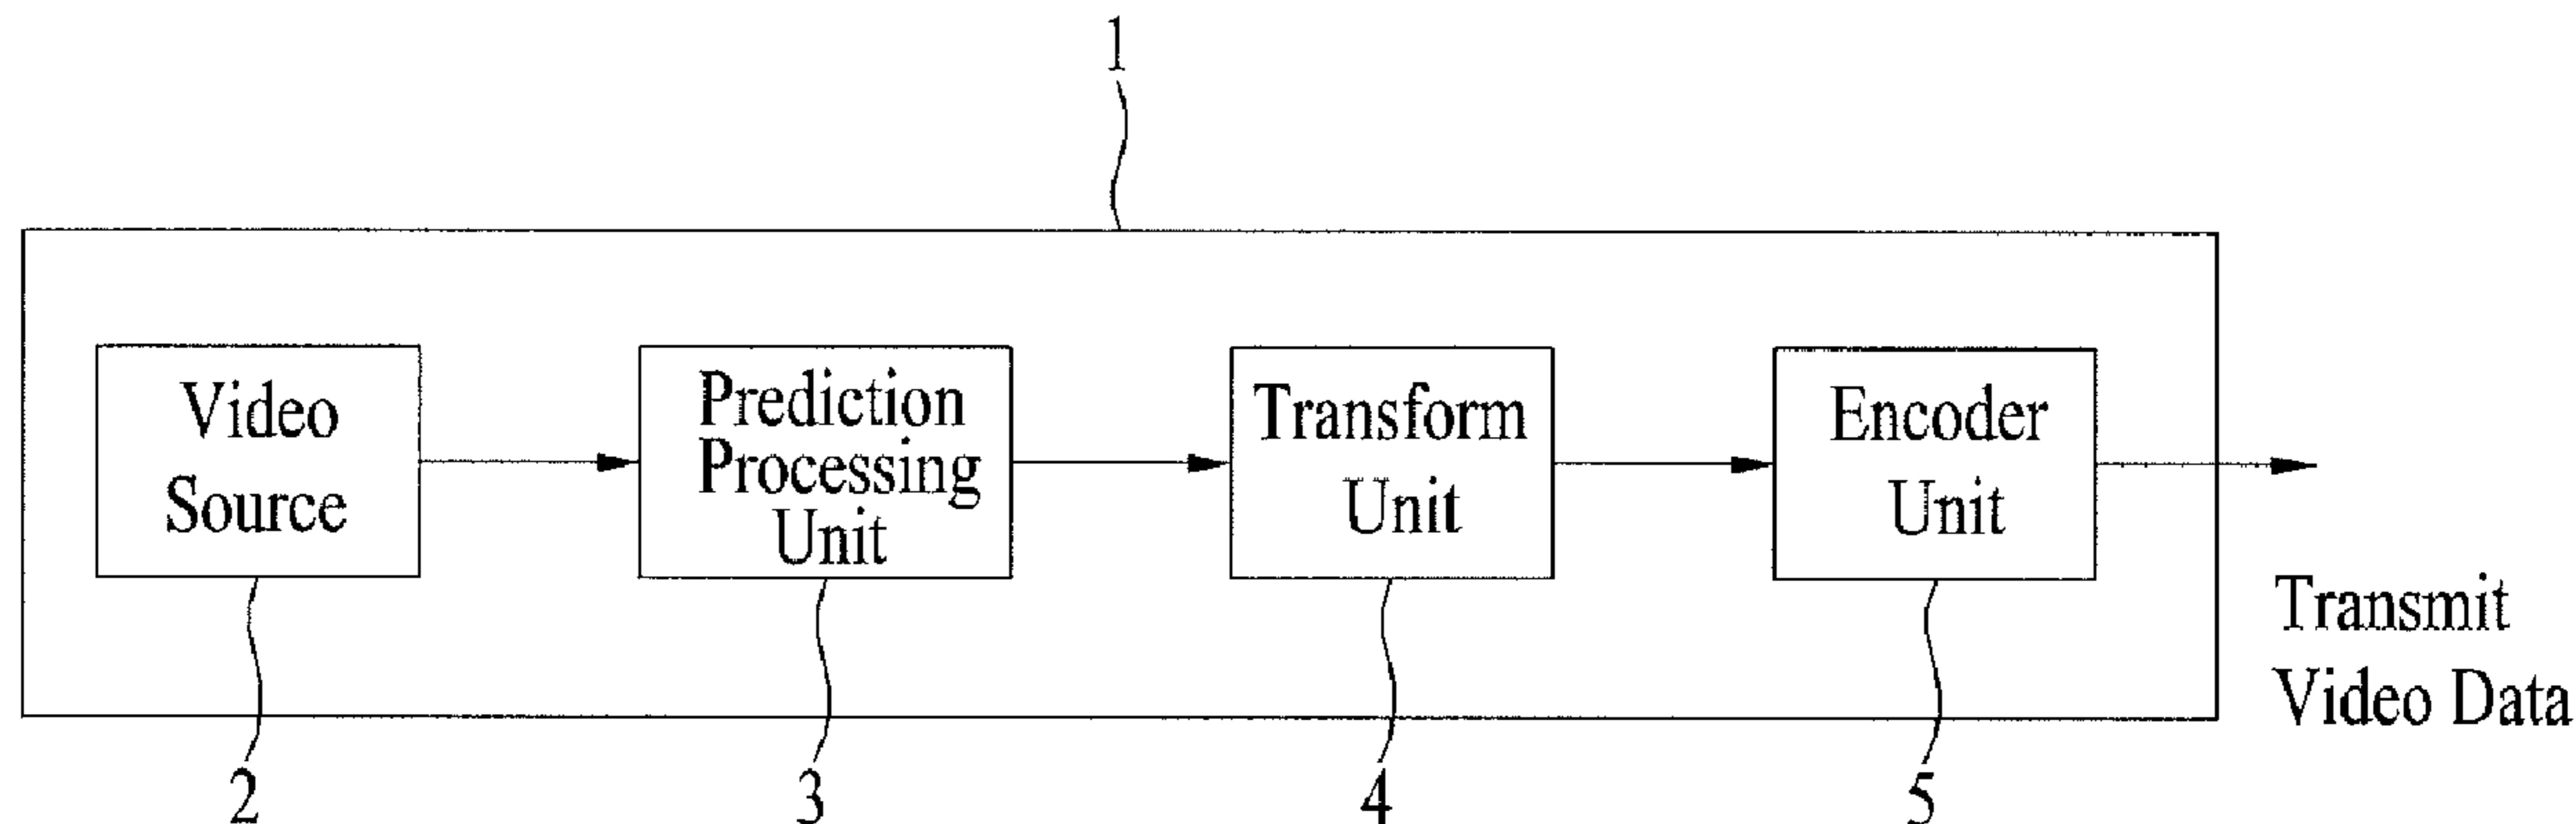 1
Video
Source
Prediction
Processing
Unit
Transform
Unit
Encoder
Unit
Transmit
Video Data
2
3
4
5